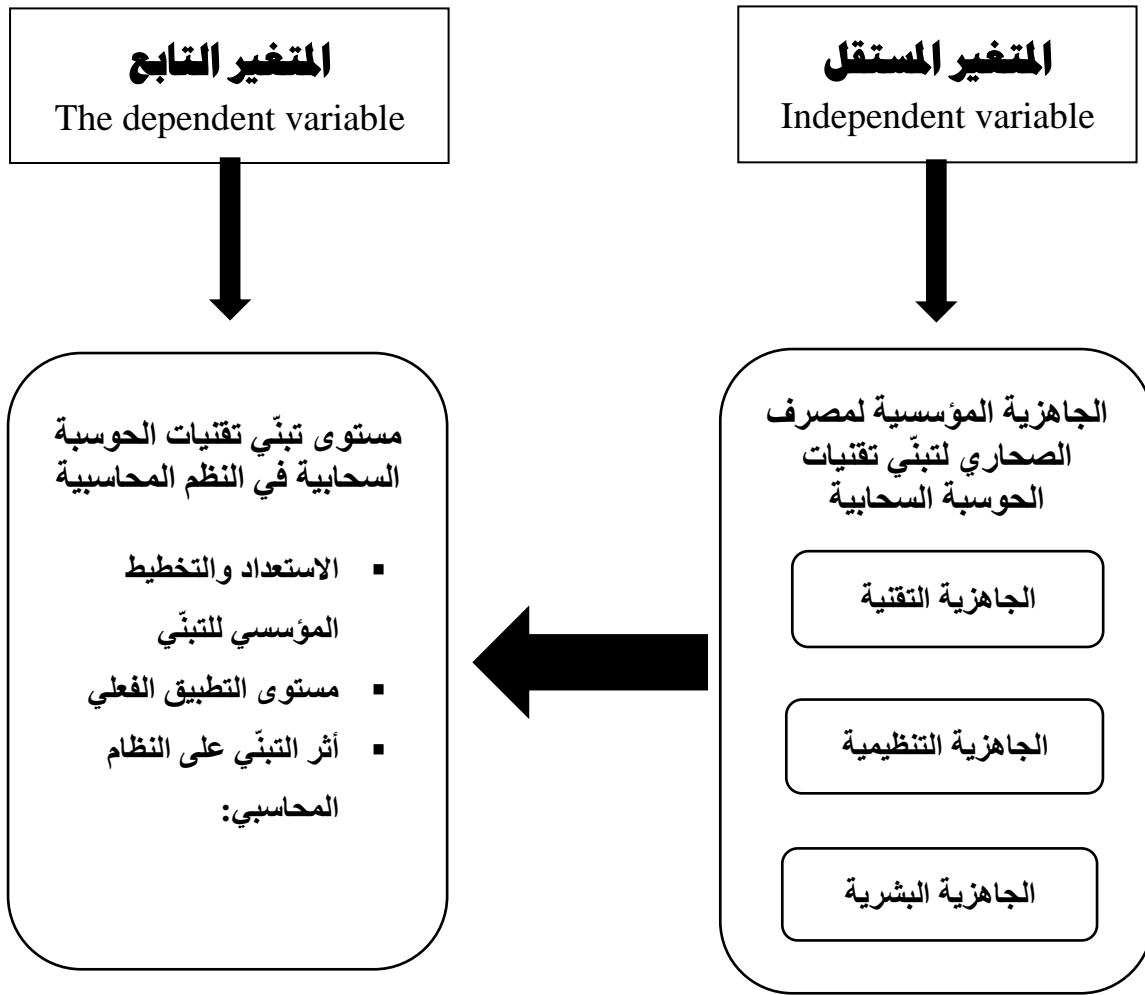 المتغير المستقل
Independent variable
الجاهزية المؤسسية لمصرف
الصحاري لتبنّي تقنيات
الحوسبة السحابية
الجاهزية التقنية
الجاهزية التنظيمية
الجاهزية البشرية
المتغير التابع
The dependent variable
مستوى تبنّي تقنيات الحوسبة
السحابية في النظم المحاسبية
▪ الاستعداد والتخطيط
المؤسسي للتبنّي
▪ مستوى التطبيق الفعلي
▪ أثر التبنّي على النظام
المحاسبي: